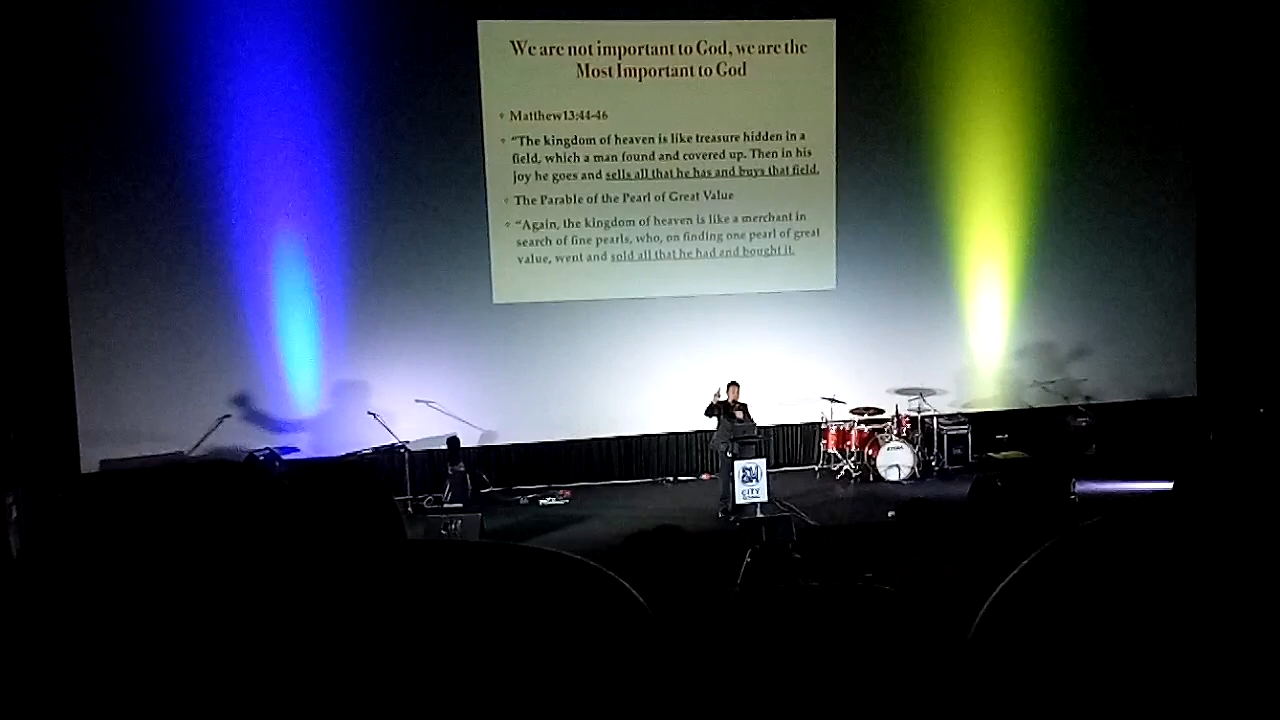 We are not important to God, we are the
Most Important to God
Matthew13:44-46
"The kingdom of heaven is like treasure hidden in a
field, which a man found and covered up. Then in his
joy he goes and sells all that he has and buys that field.
The Parable of the Pearl of Great Value
"Again, the kingdom of heaven is like a merchant in
search of fine pearls, who, on finding one pearl of great
value, went and sold all that he had and bought it.
SM
CITY
TAMA